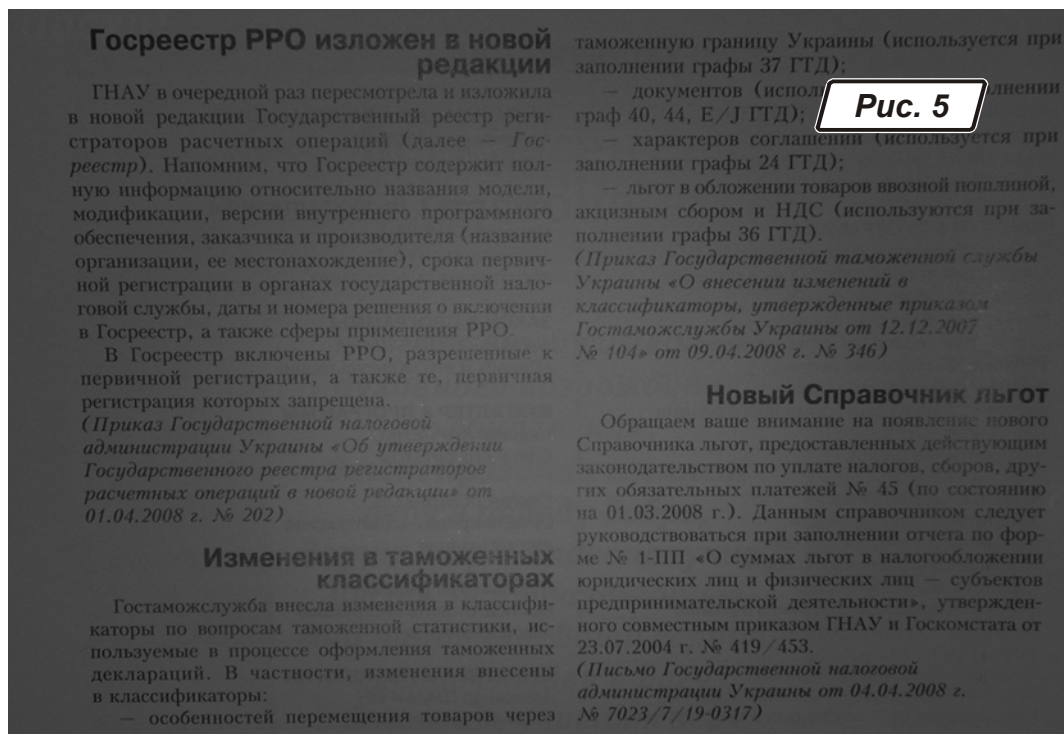 Госреестр РРО изложен в новой
редакции
ГНАУ в очередной раз пересмотрела и изложила
в новой редакции Государственный реестр реги-
страторов расчетных операций (далее — Гос-
реестр). Напомним, что Госреестр содержит пол-
ную информацию относительно названия модели,
модификации, версии внутреннего программного
обеспечения, заказчика и производителя (название
организации, ее местонахождение), срока первич-
ной регистрации в органах государственной нало-
говой службы, даты и номера решения о включении
в Госреестр, а также сферы применения РРО.
В Госреестр включены РРО, разрешенные к
первичной регистрации, а также те, первичная
регистрация которых запрещена.
(Приказ Государственной налоговой
администрации Украины «Об утверждении
Государственного реестра регистраторов
расчетных операций в новой редакции» от
01.04.2008 г. № 202)
Изменения в таможенных
классификаторах
Гостаможслужба внесла изменения в классифи-
каторы по вопросам таможенной статистики, ис-
пользуемые в процессе оформления таможенных
деклараций. В частности, изменения внесены
в классификаторы:
— особенностей перемещения товаров через
таможенную границу Украины (используется при
заполнении графы 37 ГТД);
— документов
граф 40, 44, E/J ГТД);
— характеров соглашений (используется при
заполнении графы 24 ГТД);
— льгот в обложении товаров ввозной пошлиной,
акцизным сбором и НДС (используются при за-
полнении графы 36 ГТД).
(Приказ Государственной таможенной службы
Украины «О внесении изменений в
классификаторы, утвержденные приказом
Гостаможслужбы Украины от 12.12.2007
№ 104» от 09.04.2008 г. № 346)
Новый Справочник льгот
Обращаем ваше внимание на появление нового
Справочника льгот, предоставленных действующим
законодательством по уплате налогов, сборов, дру-
гих обязательных платежей № 45 (по состоянию
на 01.03.2008 г.). Данным справочником следует
руководствоваться при заполнении отчета по фор-
ме № 1-ПП «О суммах льгот в налогообложении
юридических лиц и физических лиц — субъектов
предпринимательской деятельности», утвержден-
ного совместным приказом ГНАУ и Госкомстата от
23.07.2004 г. № 419/453.
(Письмо Государственной налоговой
администрации Украины от 04.04.2008 г.
№ 7023/7/19-0317)
Рис. 5